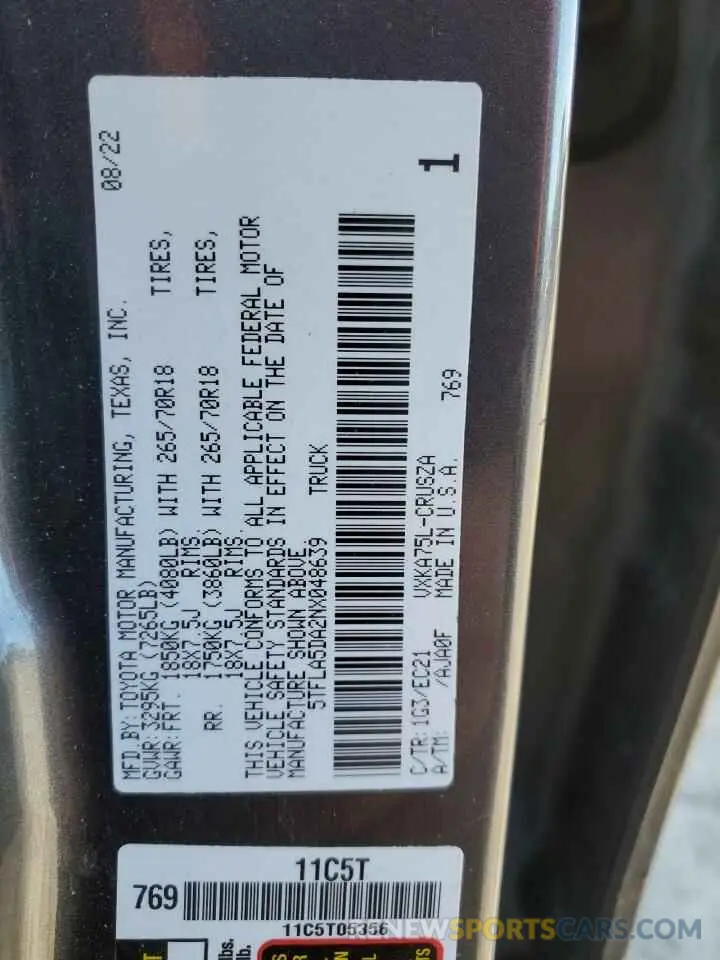 MFD.BY: TOYOTA MOTOR MANUFACTURING, TEXAS, INC. 08/22
GVWR: 3295KG (7265LB)
GAWR: FRT. 1850KG (4080LB) WITH 265/70R18 TIRES,
18X7.5J RIMS
RR. 1750KG (3860LB) WITH 265/70R18 TIRES,
18X7.5J RIMS.
THIS VEHICLE CONFORMS TO ALL APPLICABLE FEDERAL MOTOR
VEHICLE SAFETY STANDARDS IN EFFECT ON THE DATE OF
MANUFACTURE SHOWN ABOVE.
5TFLA5DA2NX048639 TRUCK
1
C/TR: 1G3/EC21 VXKA75L-CRUSZA
A/TM: /AJA0F MADE IN U.S.A. 769
11C5T
769
11C5T05356
lbs.
lb.
NEWSPORTSCARS.COM